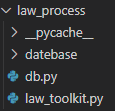 law_process
__pycache__
datebase
db.py
law_toolkit.py